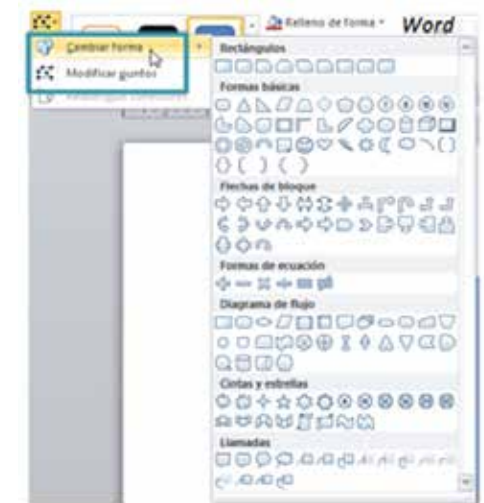 Relleno de forma
Word
Cambiar forma
Modificar puntos
Rectángulos
Formas básicas
Flechas de bloque
Formas de ecuación
Diagrama de flujo
Cintas y estrellas
Llamadas